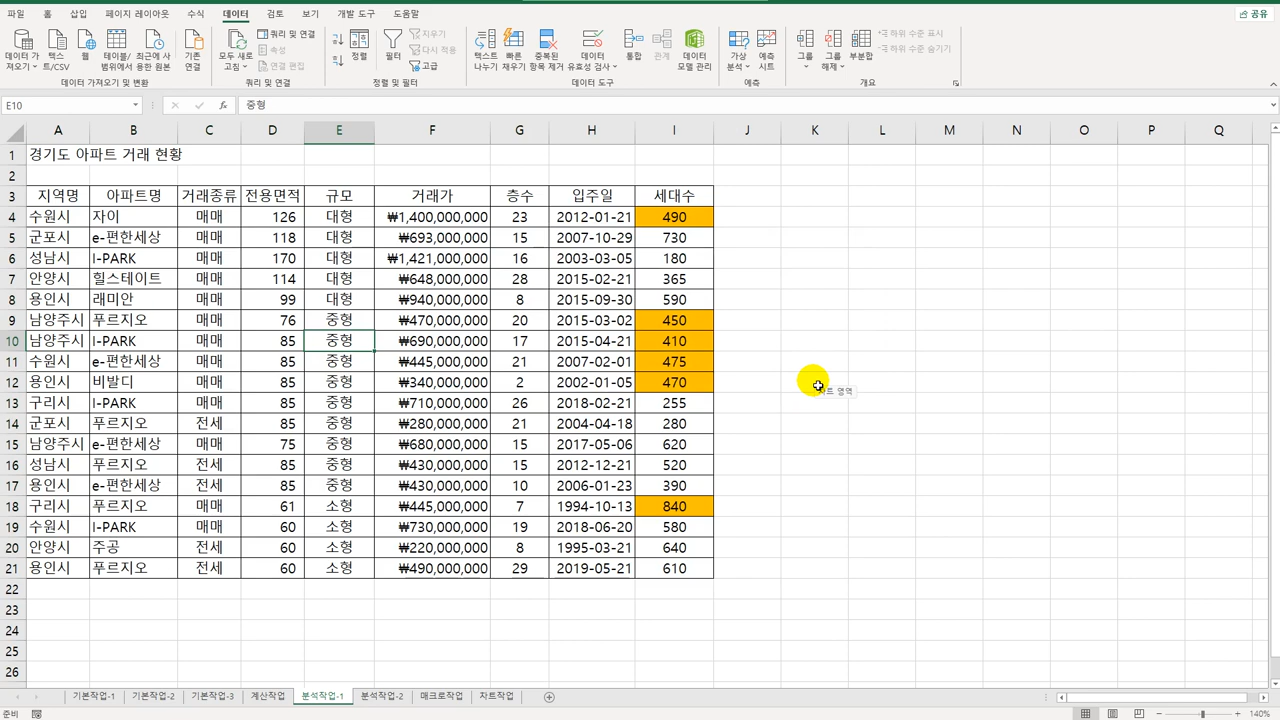 파일 홈 삽입 페이지 레이아웃 수식 데이터 검토 보기 개발 도구 도움말 공유
데이터 가져오기 텍스트/CSV 웹 테이블/범위에서 최근에 사용한 원본 기존 연결
데이터 가져오기 및 변환
모두 새로 고침 쿼리 및 연결 속성 연결 편집
쿼리 및 연결
정렬 필터 지우기 다시 적용 고급
정렬 및 필터
텍스트 나누기 빠른 채우기 중복된 항목 제거 데이터 유효성 검사 통합 관계 데이터 모델 관리
데이터 도구
가상 분석 예측 시트
예측
그룹 그룹 해제 부분합 하위 수준 표시 하위 수준 숨기기
개요
E10 fx 중형
A B C D E F G H I J K L M N O P Q
1 경기도 아파트 거래 현황
2
3 지역명 아파트명 거래종류 전용면적 규모 거래가 층수 입주일 세대수
4 수원시 자이 매매 126 대형 ₩1,400,000,000 23 2012-01-21 490
5 군포시 e-편한세상 매매 118 대형 ₩693,000,000 15 2007-10-29 730
6 성남시 I-PARK 매매 170 대형 ₩1,421,000,000 16 2003-03-05 180
7 안양시 힐스테이트 매매 114 대형 ₩648,000,000 28 2015-02-21 365
8 용인시 래미안 매매 99 대형 ₩940,000,000 8 2015-09-30 590
9 남양주시 푸르지오 매매 76 중형 ₩470,000,000 20 2015-03-02 450
10 남양주시 I-PARK 매매 85 중형 ₩690,000,000 17 2015-04-21 410
11 수원시 e-편한세상 매매 85 중형 ₩445,000,000 21 2007-02-01 475
12 용인시 비발디 매매 85 중형 ₩340,000,000 2 2002-01-05 470
차트 영역
13 구리시 I-PARK 매매 85 중형 ₩710,000,000 26 2018-02-21 255
14 군포시 푸르지오 전세 85 중형 ₩280,000,000 21 2004-04-18 280
15 남양주시 e-편한세상 매매 75 중형 ₩680,000,000 15 2017-05-06 620
16 성남시 푸르지오 전세 85 중형 ₩430,000,000 15 2012-12-21 520
17 용인시 e-편한세상 전세 85 중형 ₩430,000,000 10 2006-01-23 390
18 구리시 푸르지오 매매 61 소형 ₩445,000,000 7 1994-10-13 840
19 수원시 I-PARK 매매 60 소형 ₩730,000,000 19 2018-06-20 580
20 안양시 주공 전세 60 소형 ₩220,000,000 8 1995-03-21 640
21 용인시 푸르지오 전세 60 소형 ₩490,000,000 29 2019-05-21 610
22
23
24
25
26
기본작업-1 기본작업-2 기본작업-3 계산작업 분석작업-1 분석작업-2 매크로작업 차트작업
준비 140%